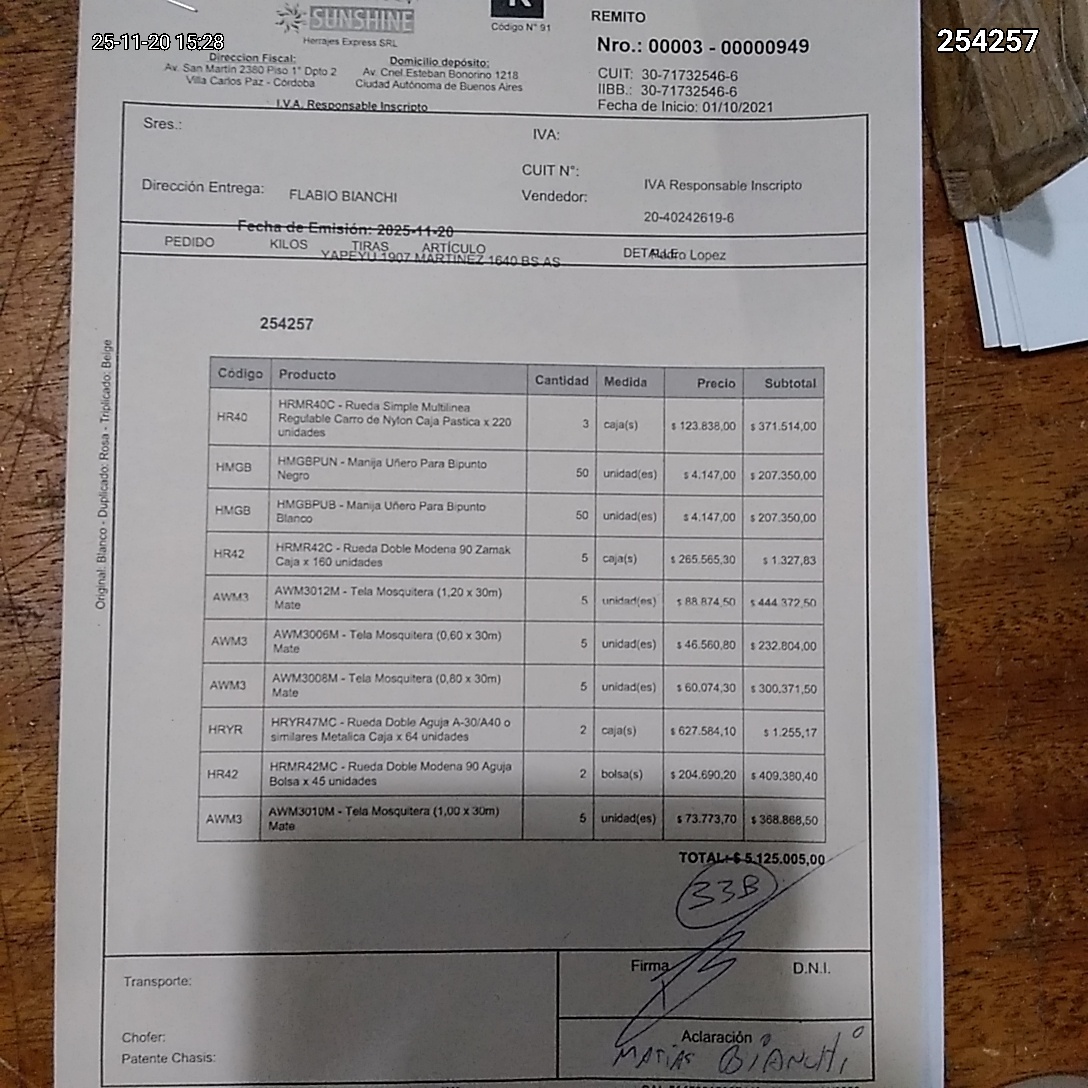 25-11-20 15:28
254257
SUNSHINE
Herrajes Express SRL
Código N° 91
REMITO
Nro.: 00003 - 00000949
Direccion Fiscal:
Av. San Martín 2380 Piso 1° Dpto 2
Villa Carlos Paz - Córdoba
Domicilio depósito:
Av. Cnel.Esteban Bonorino 1218
Ciudad Autónoma de Buenos Aires
CUIT: 30-71732546-6
IIBB.: 30-71732546-6
Fecha de Inicio: 01/10/2021
I.V.A. Responsable Inscripto
Sres.:
IVA:
CUIT N°:
IVA Responsable Inscripto
Dirección Entrega: FLABIO BIANCHI
Vendedor:
20-40242619-6
Fecha de Emisión: 2025-11-20
PEDIDO KILOS TIRAS ARTÍCULO DETALLE
YAPEYU 1907 MARTINEZ 1640 BS AS
Lopez
254257
Original: Blanco - Duplicado: Rosa - Triplicado: Beige
Código Producto Cantidad Medida Precio Subtotal
HR40 HRMR40C - Rueda Simple Multilinea Regulable Carro de Nylon Caja Pastica x 220 unidades 3 caja(s) $ 123.838,00 $ 371.514,00
HMGB HMGBPUN - Manija Uñero Para Bipunto Negro 50 unidad(es) $ 4.147,00 $ 207.350,00
HMGB HMGBPUB - Manija Uñero Para Bipunto Blanco 50 unidad(es) $ 4.147,00 $ 207.350,00
HR42 HRMR42C - Rueda Doble Modena 90 Zamak Caja x 160 unidades 5 caja(s) $ 265.565,30 $ 1.327,83
AWM3 AWM3012M - Tela Mosquitera (1,20 x 30m) Mate 5 unidad(es) $ 88.874,50 $ 444.372,50
AWM3 AWM3006M - Tela Mosquitera (0,60 x 30m) Mate 5 unidad(es) $ 46.560,80 $ 232.804,00
AWM3 AWM3008M - Tela Mosquitera (0,80 x 30m) Mate 5 unidad(es) $ 60.074,30 $ 300.371,50
HRYR HRYR47MC - Rueda Doble Aguja A-30/A40 o similares Metalica Caja x 64 unidades 2 caja(s) $ 627.584,10 $ 1.255,17
HR42 HRMR42MC - Rueda Doble Modena 90 Aguja Bolsa x 45 unidades 2 bolsa(s) $ 204.690,20 $ 409.380,40
AWM3 AWM3010M - Tela Mosquitera (1,00 x 30m) Mate 5 unidad(es) $ 73.773,70 $ 368.868,50
TOTAL: $ 5.125.005,00
33B
Transporte:
Firma
D.N.I.
Chofer:
Patente Chasis:
Aclaración
MATIAS BIANCHI